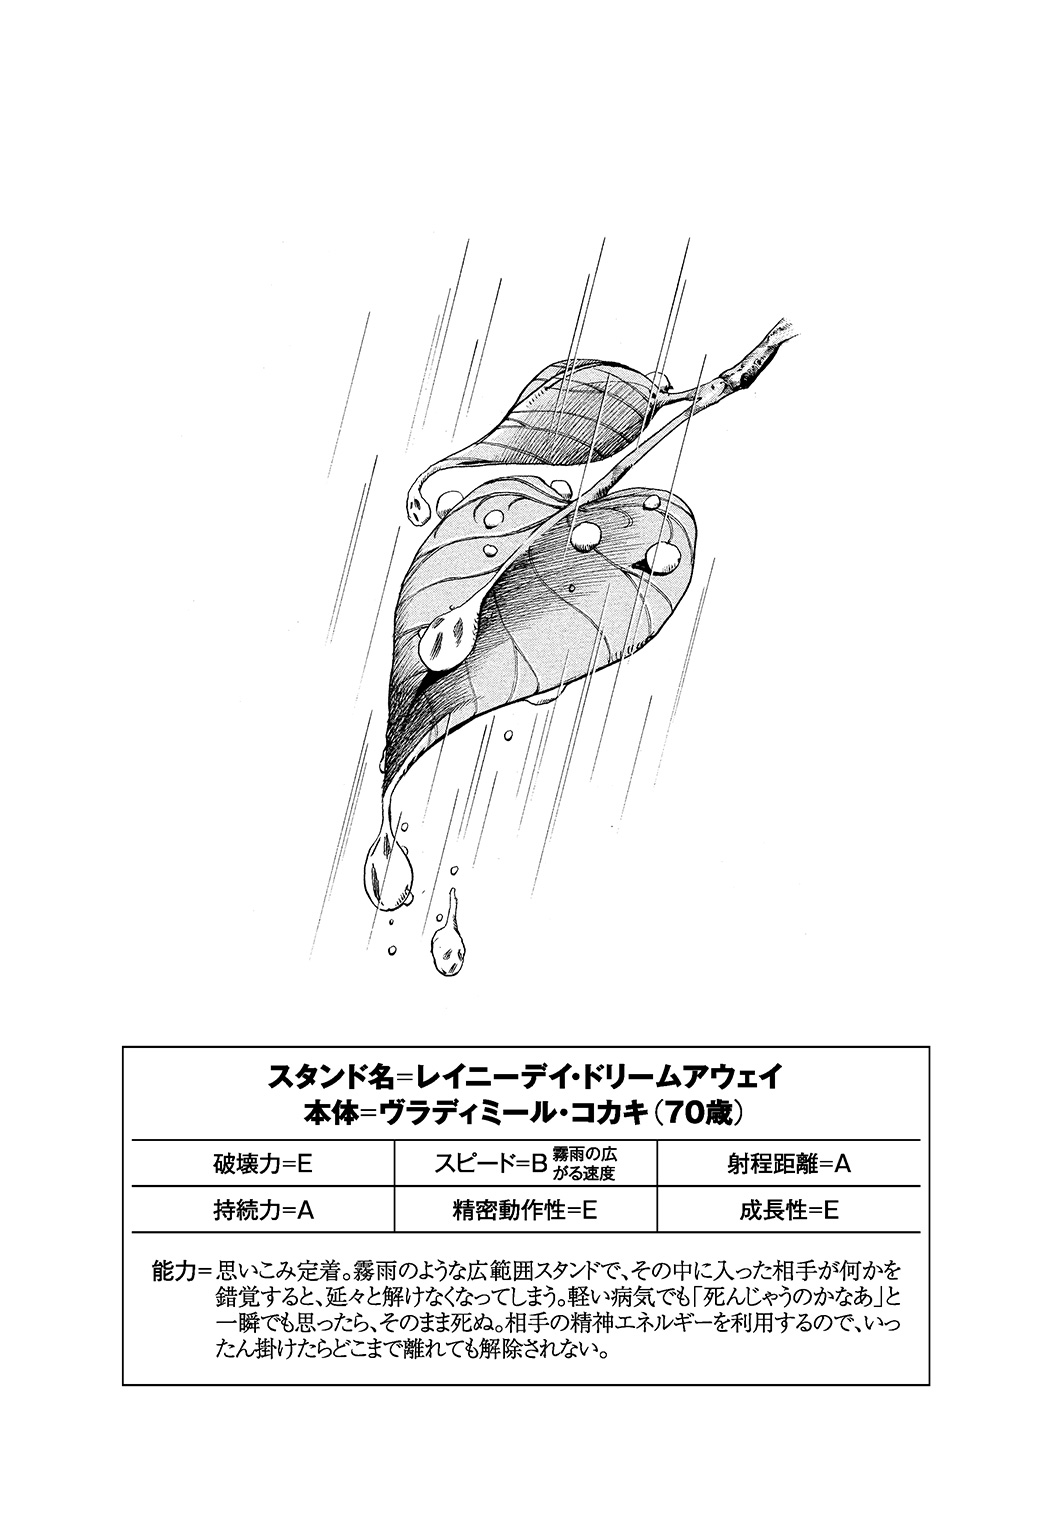 スタンド名=レイニーデイ・ドリームアウェイ
本体=ヴラディミール・コカキ(70歳)
破壊力=E
スピード=B 霧雨の広
がる速度
射程距離=A
持続力=A
精密動作性=E
成長性=E
能力=思いこみ定着。霧雨のような広範囲スタンドで、その中に入った相手が何かを
錯覚すると、延々と解けなくなってしまう。軽い病気でも「死んじゃうのかなあ」と
一瞬でも思ったら、そのまま死ぬ。相手の精神エネルギーを利用するので、いっ
たん掛けたらどこまで離れても解除されない。